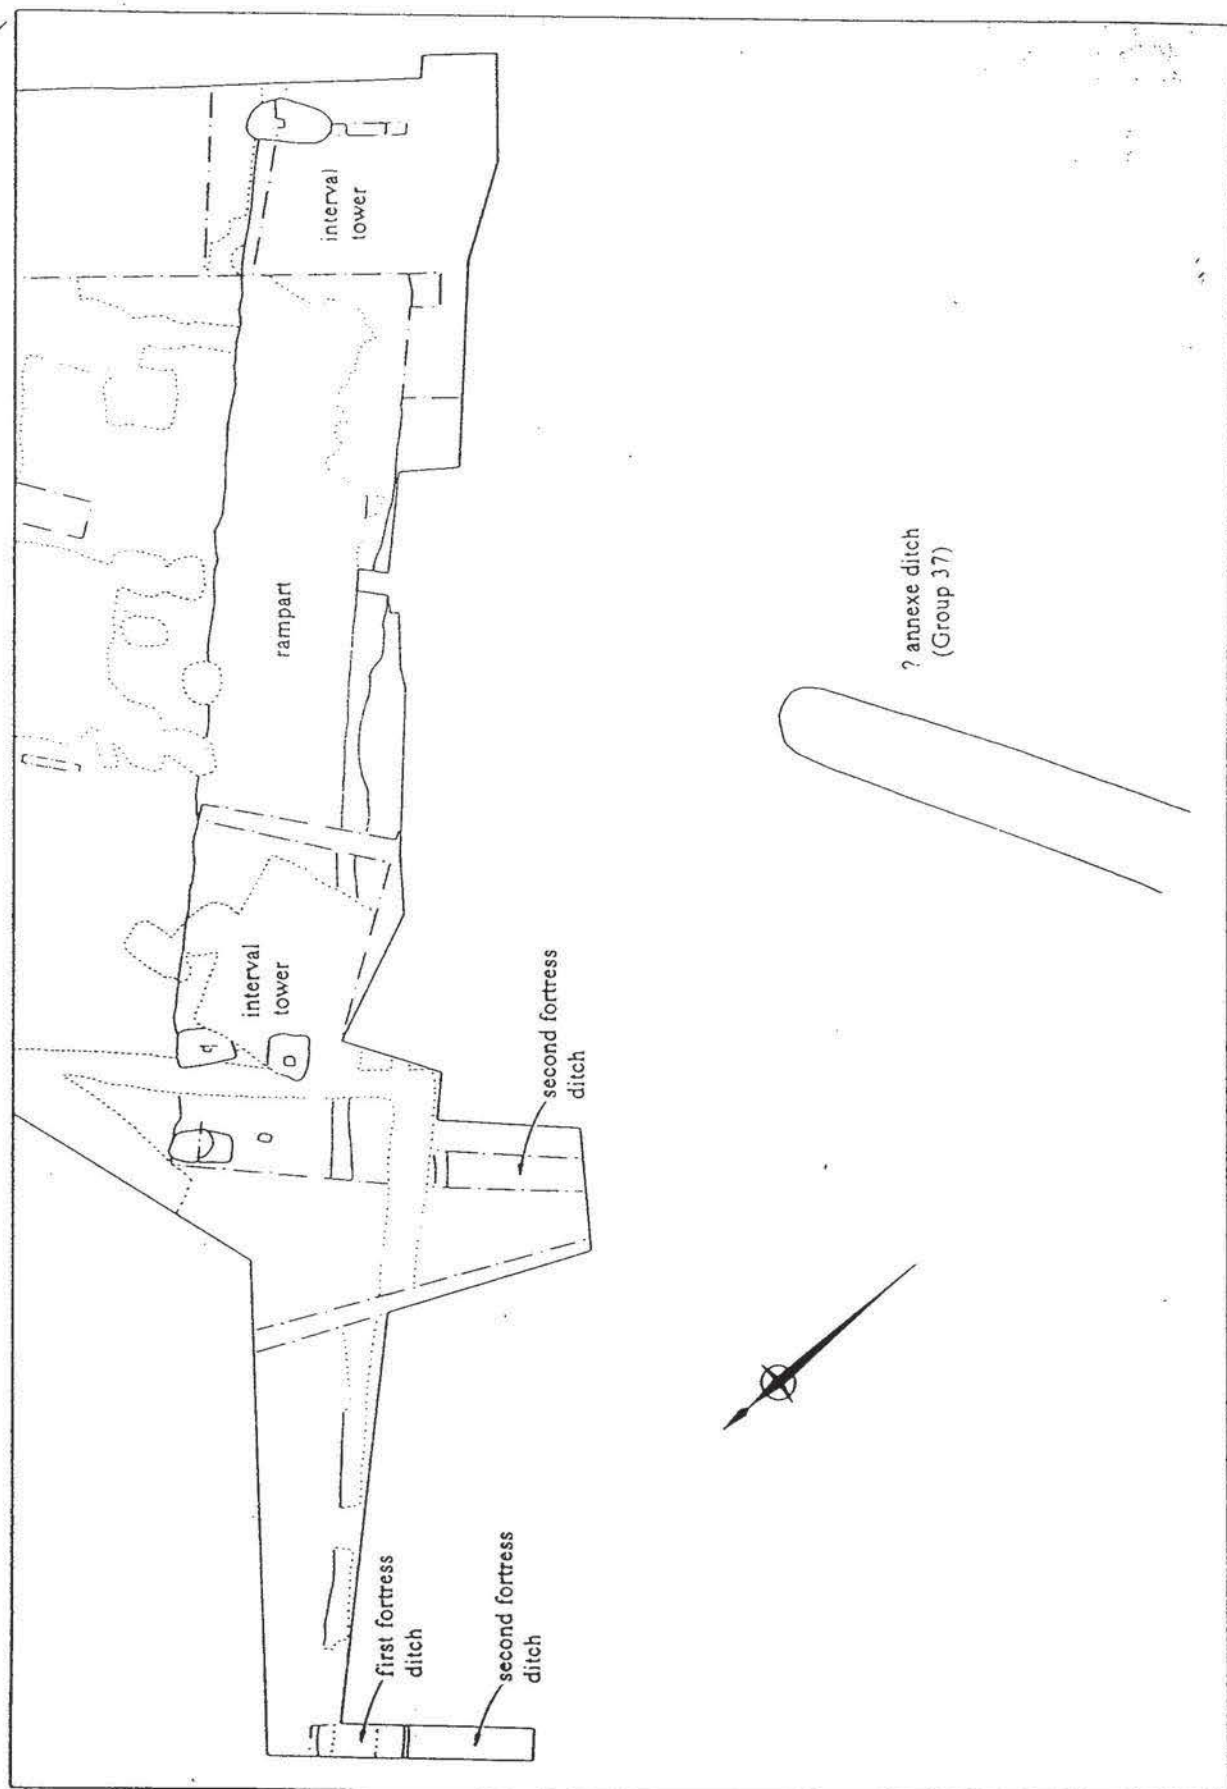 interval
tower
rampart
? annexe ditch
(Group 37)
interval
tower
second fortress
ditch
first fortress
ditch
second fortress
ditch